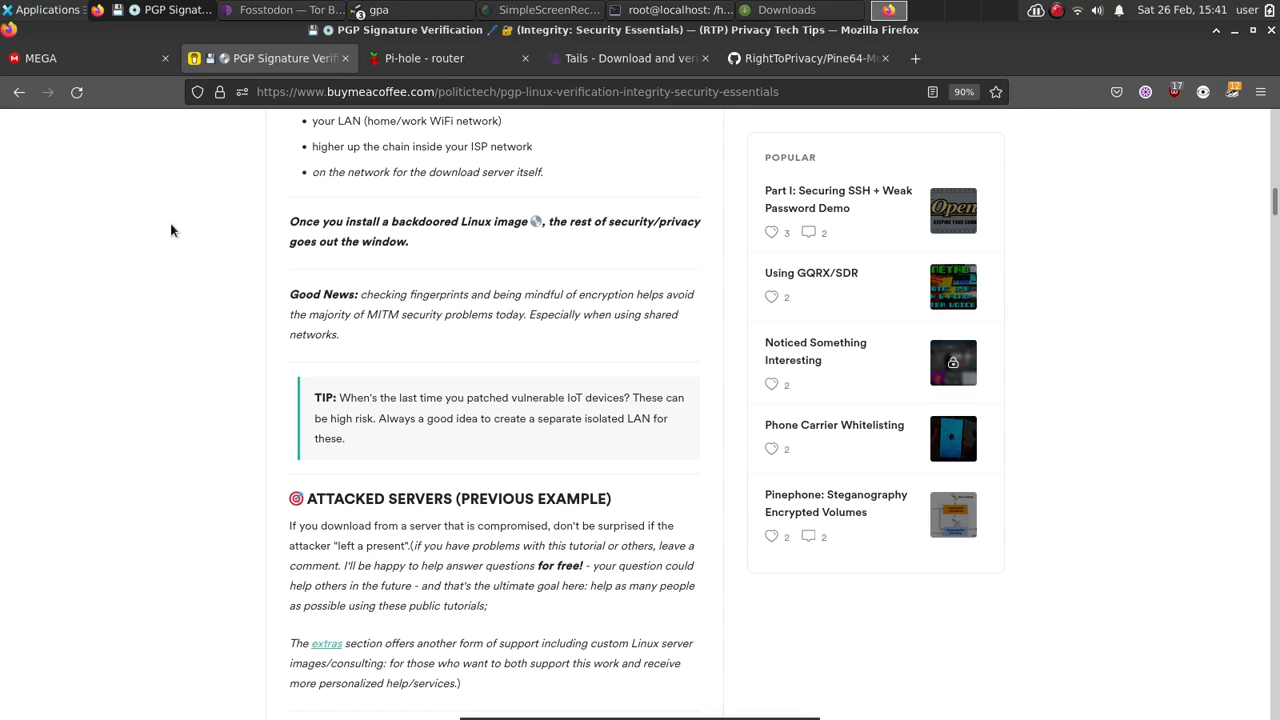 Applications
💾 💿 PGP Signat...
Fosstodon — Tor B...
3 gpa
SimpleScreenRec...
root@localhost: /h...
Downloads
Sat 26 Feb, 15:41 user
💾 💿 PGP Signature Verification 🖊️ 🔐 (Integrity: Security Essentials) — (RTP) Privacy Tech Tips — Mozilla Firefox
MEGA
💾 💿 PGP Signature Verif
Pi-hole - router
Tails - Download and veri
RightToPrivacy/Pine64-Me
https://www.buymeacoffee.com/politictech/pgp-linux-verification-integrity-security-essentials
90%
17
12
• your LAN (home/work WiFi network)
• higher up the chain inside your ISP network
• on the network for the download server itself.
Once you install a backdoored Linux image 💿, the rest of security/privacy
goes out the window.
Good News: checking fingerprints and being mindful of encryption helps avoid
the majority of MITM security problems today. Especially when using shared
networks.
TIP: When's the last time you patched vulnerable IoT devices? These can
be high risk. Always a good idea to create a separate isolated LAN for
these.
🎯 ATTACKED SERVERS (PREVIOUS EXAMPLE)
If you download from a server that is compromised, don't be surprised if the
attacker "left a present".(if you have problems with this tutorial or others, leave a
comment. I'll be happy to help answer questions for free! - your question could
help others in the future - and that's the ultimate goal here: help as many people
as possible using these public tutorials;
The extras section offers another form of support including custom Linux server
images/consulting: for those who want to both support this work and receive
more personalized help/services.)
POPULAR
Part I: Securing SSH + Weak
Password Demo
3 2
Open
Using GQRX/SDR
2
Noticed Something
Interesting
2
Phone Carrier Whitelisting
2
Pinephone: Steganography
Encrypted Volumes
2 2